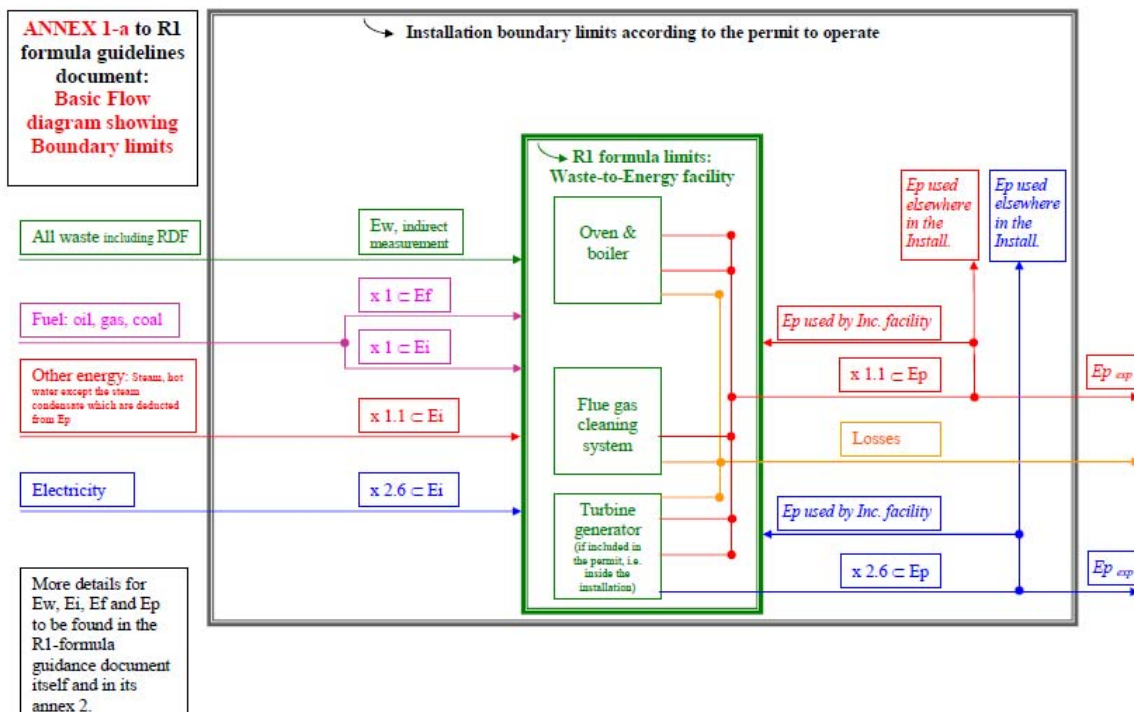 ANNEX 1-a to R1
formula guidelines
document:
Basic Flow
diagram showing
Boundary limits
Installation boundary limits according to the permit to operate
R1 formula limits:
Waste-to-Energy facility
Ep used
elsewhere
in the
Install.
Ep used
elsewhere
in the
Install.
All waste including RDF
Ew, indirect
measurement
Oven &
boiler
Fuel: oil, gas, coal
x 1 ⊂ Ef
x 1 ⊂ Ei
Ep used by Inc. facility
Other energy: Steam, hot
water except the steam
condensate which are deducted
from Ep
x 1.1 ⊂ Ei
Flue gas
cleaning
system
x 1.1 ⊂ Ep
Ep exp
Losses
Electricity
x 2.6 ⊂ Ei
Turbine
generator
(if included in
the permit, i.e.
inside the
installation)
Ep used by Inc. facility
x 2.6 ⊂ Ep
Ep exp
More details for
Ew, Ei, Ef and Ep
to be found in the
R1-formula
guidance document
itself and in its
annex 2.